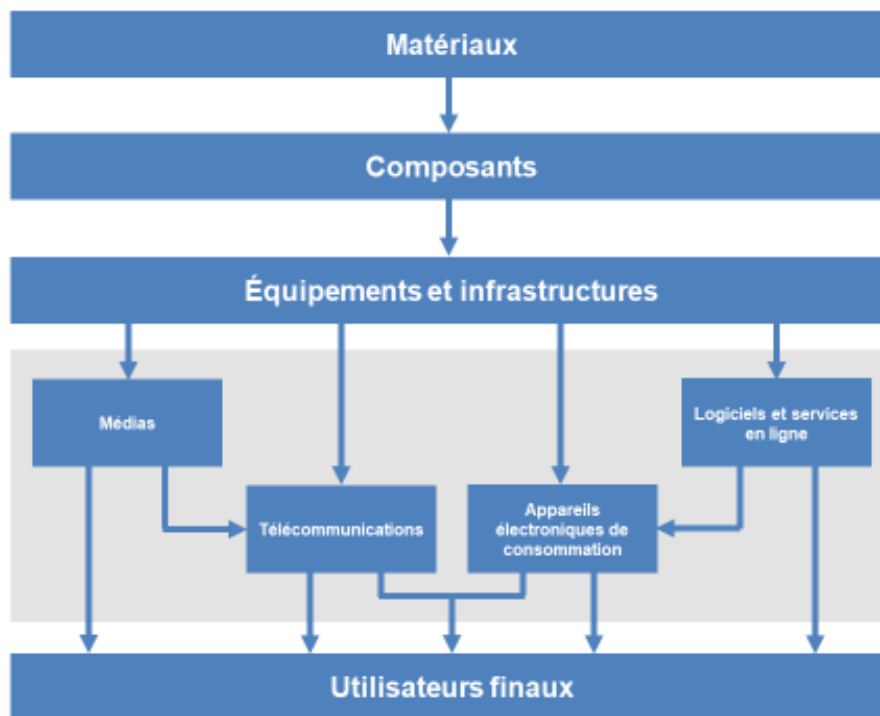 Matériaux
Composants
Équipements et infrastructures
Médias
Logiciels et services
en ligne
Télécommunications
Appareils
électroniques de
consommation
Utilisateurs finaux